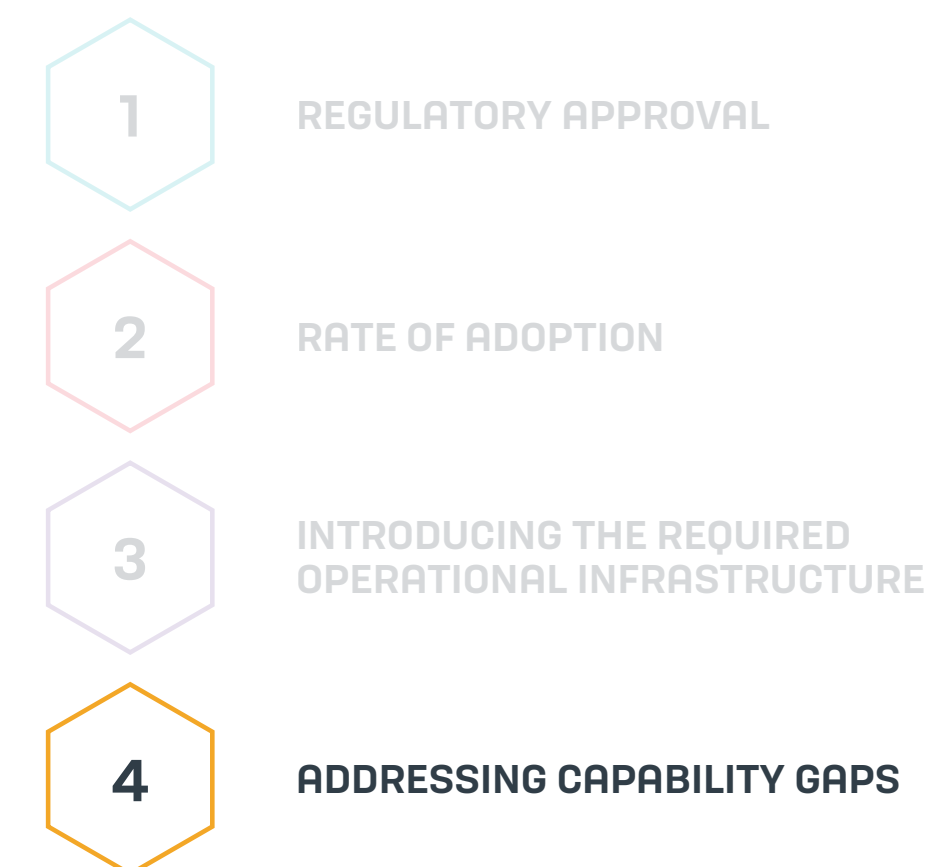 1
REGULATORY APPROVAL
2
RATE OF ADOPTION
3
INTRODUCING THE REQUIRED
OPERATIONAL INFRASTRUCTURE
4
ADDRESSING CAPABILITY GAPS